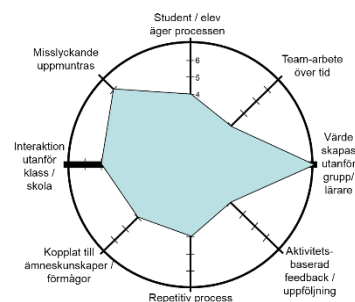 Student / elev
äger processen
Misslyckande
uppmuntras
Team-arbete
över tid
6
5
4
Interaktion
utanför
klass /
skola
Värde
skapas
utanför
grupp/
lärare
Kopplat till
ämneskunskaper /
förmågor
Aktivitets-
baserad
feedback /
uppföljning
Repetitiv process